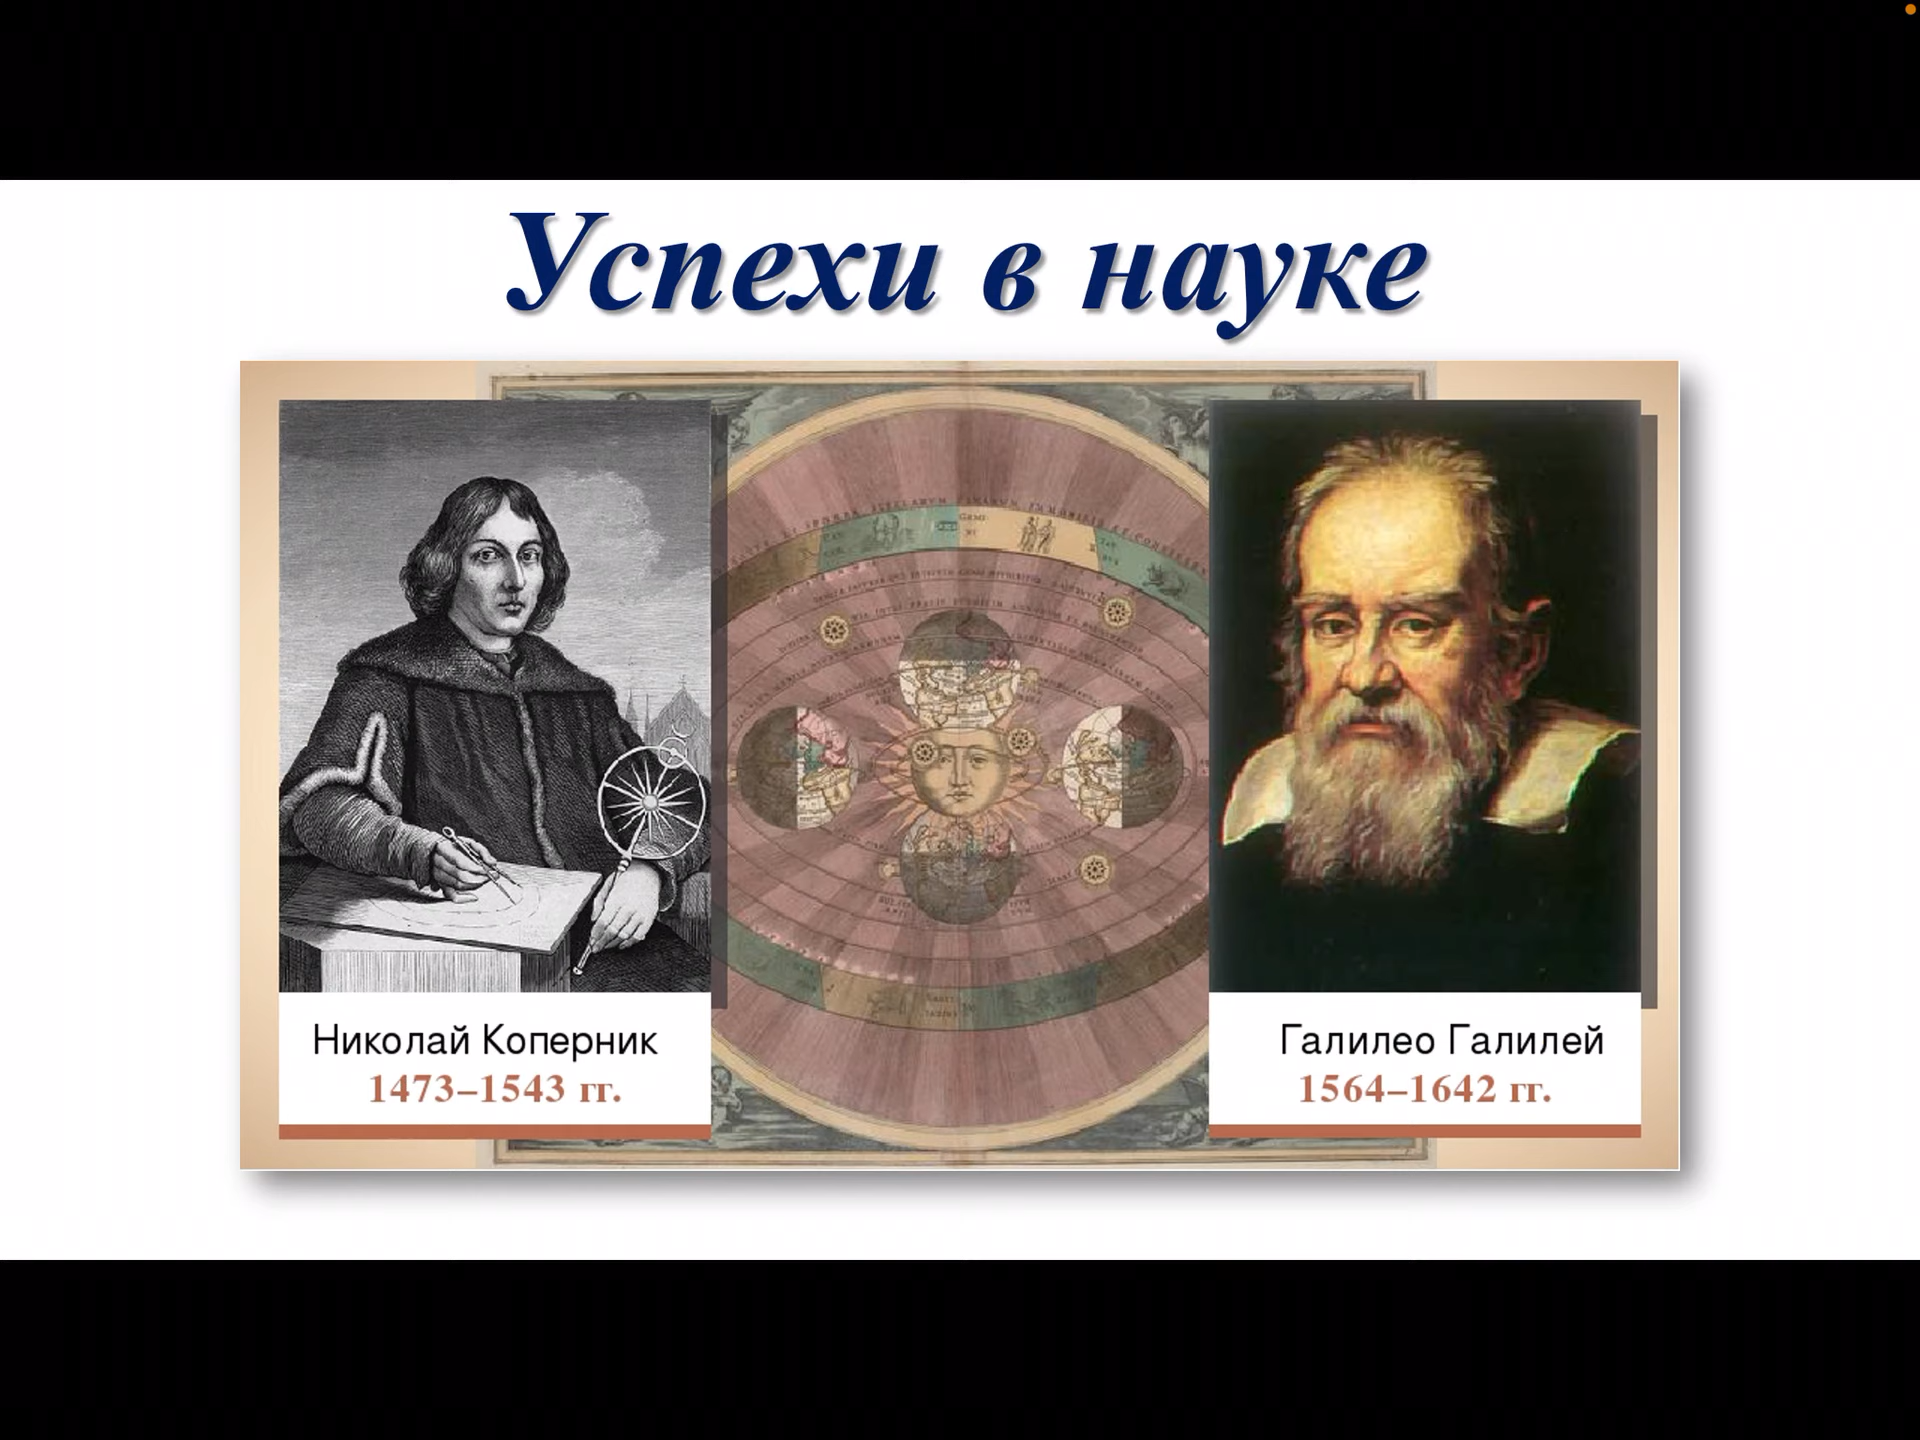 Успехи в науке
Николай Коперник
1473–1543 гг.
Галилео Галилей
1564–1642 гг.